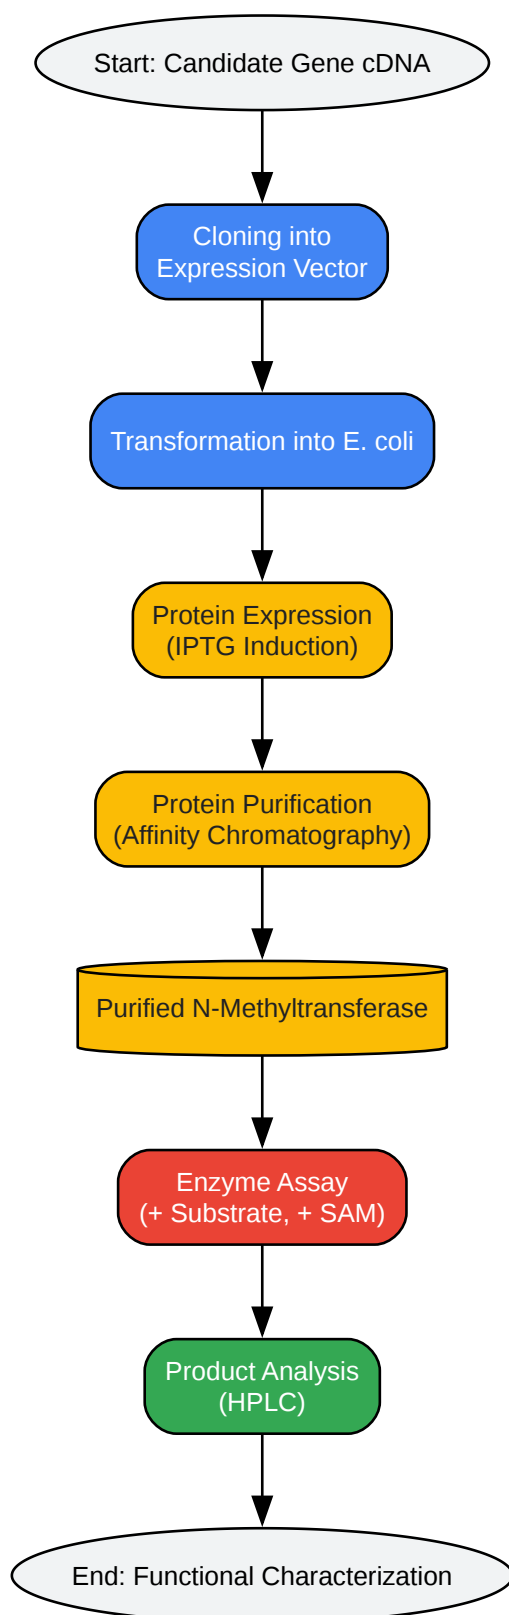 Start: Candidate Gene cDNA
Cloning into
Expression Vector
Transformation into E. coli
Protein Expression
(IPTG Induction)
Protein Purification
(Affinity Chromatography)
Purified N-Methyltransferase
Enzyme Assay
(+ Substrate, + SAM)
Product Analysis
(HPLC)
End: Functional Characterization